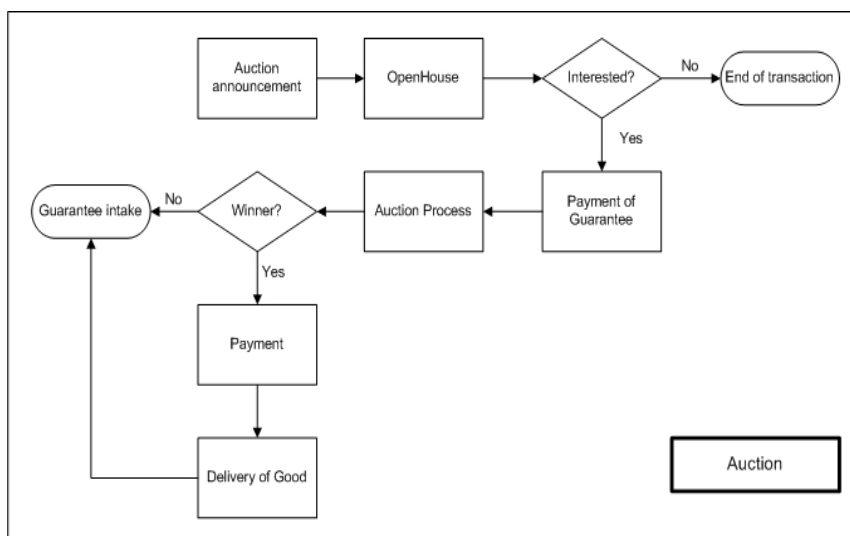 Auction
announcement
OpenHouse
Interested?
No
End of transaction
Yes
Payment of
Guarantee
Auction Process
Winner?
No
Guarantee intake
Yes
Payment
Delivery of Good
Auction